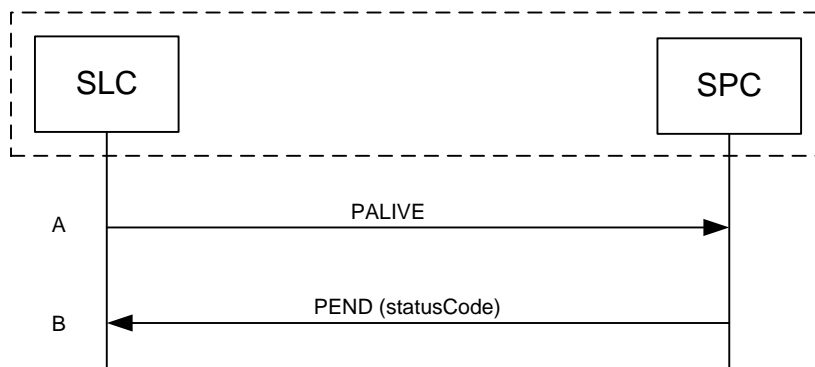 SLC
SPC
A
PALIVE
B
PEND (statusCode)